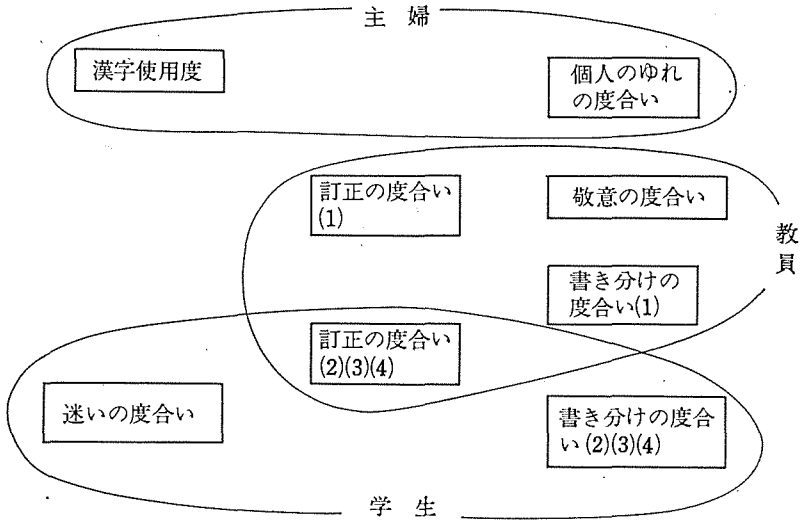 主婦
漢字使用度
個人のゆれ
の度合い
訂正の度合い
(1)
敬意の度合い
教員
書き分けの
度合い(1)
訂正の度合い
(2)(3)(4)
迷いの度合い
書き分けの度合
い(2)(3)(4)
学生